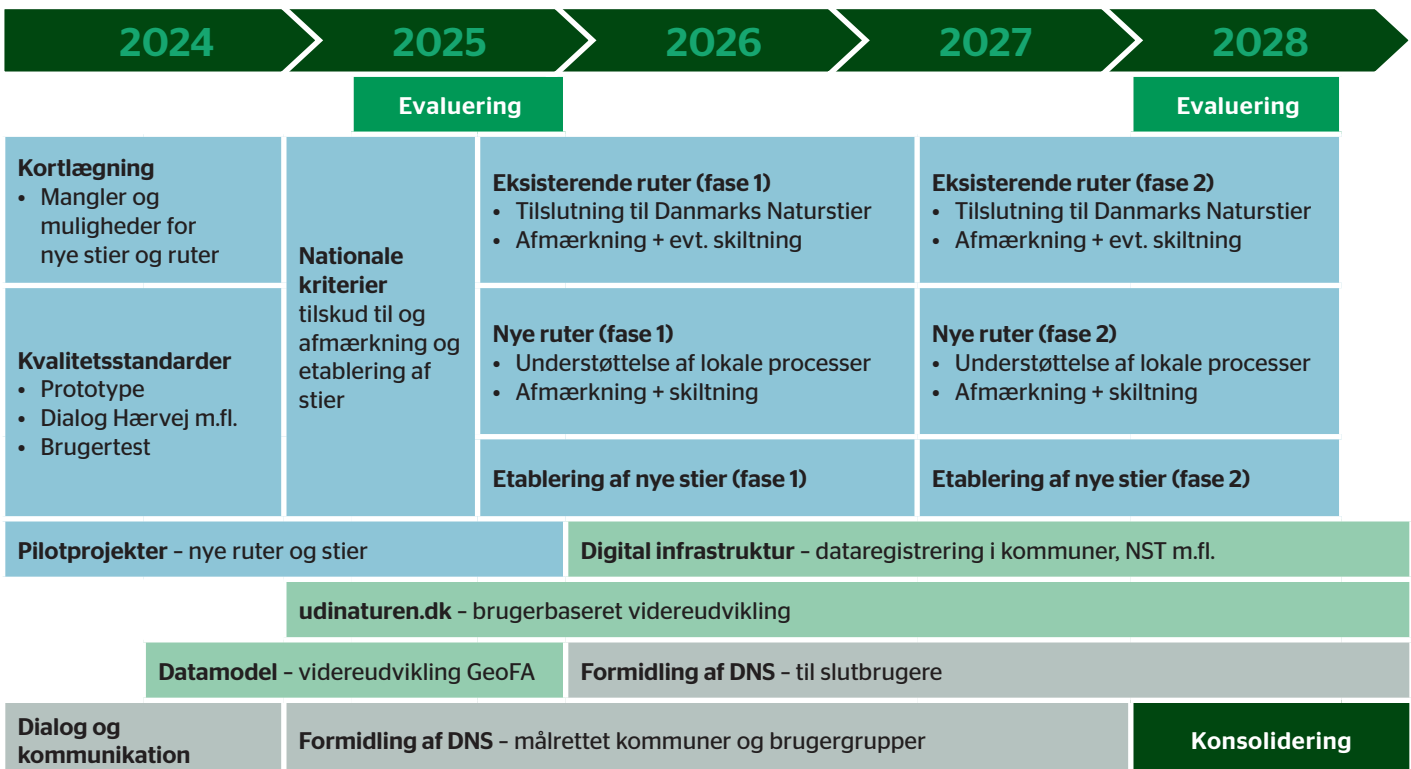 2024
2025
2026
2027
2028
Evaluering
Evaluering
Kortlægning
• Mangler og
muligheder for
nye stier og ruter
Kvalitetsstandarder
• Prototype
• Dialog Hærvej m.fl.
• Brugertest
Nationale
kriterier
tilskud til og
afmærkning og
etablering af
stier
Eksisterende ruter (fase 1)
• Tilslutning til Danmarks Naturstier
• Afmærkning + evt. skiltning
Eksisterende ruter (fase 2)
• Tilslutning til Danmarks Naturstier
• Afmærkning + evt. skiltning
Nye ruter (fase 1)
• Understøttelse af lokale processer
• Afmærkning + skiltning
Nye ruter (fase 2)
• Understøttelse af lokale processer
• Afmærkning + skiltning
Etablering af nye stier (fase 1)
Etablering af nye stier (fase 2)
Pilotprojekter – nye ruter og stier
Digital infrastruktur – dataregistrering i kommuner, NST m.fl.
udinaturen.dk – brugerbaseret videreudvikling
Datamodel – videreudvikling GeoFA
Formidling af DNS – til slutbrugere
Dialog og
kommunikation
Formidling af DNS – målrettet kommuner og brugergrupper
Konsolidering